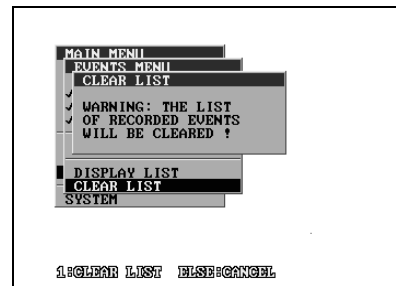 MAIN MENU
EVENTS MENU
CLEAR LIST
WARNING: THE LIST
OF RECORDED EVENTS
WILL BE CLEARED !
DISPLAY LIST
CLEAR LIST
SYSTEM
1:CLEAR LIST ELSE:CANCEL